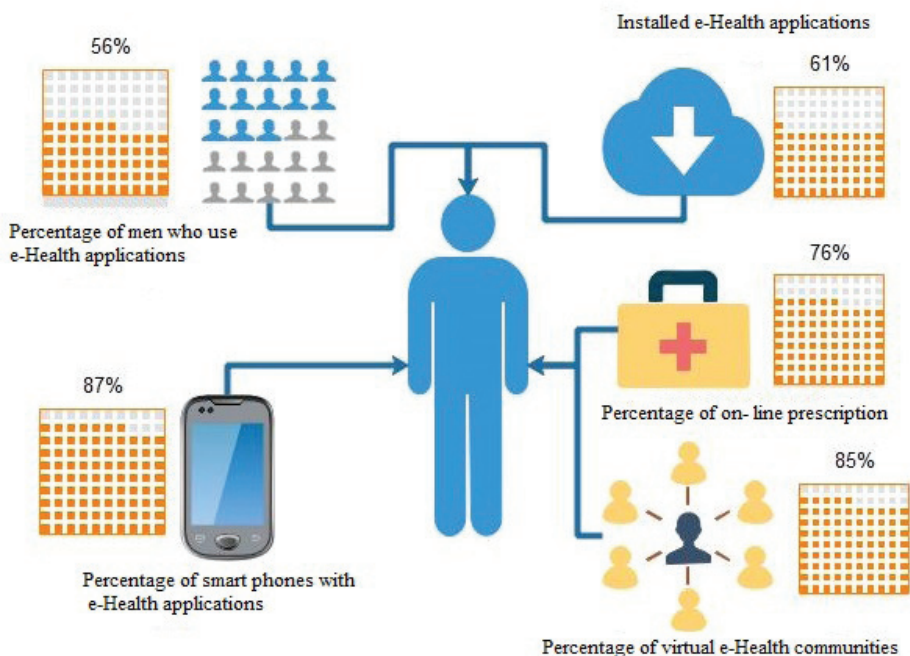 Installed e-Health applications
56%
61%
Percentage of men who use
e-Health applications
76%
87%
Percentage of on- line prescription
85%
Percentage of smart phones with
e-Health applications
Percentage of virtual e-Health communities